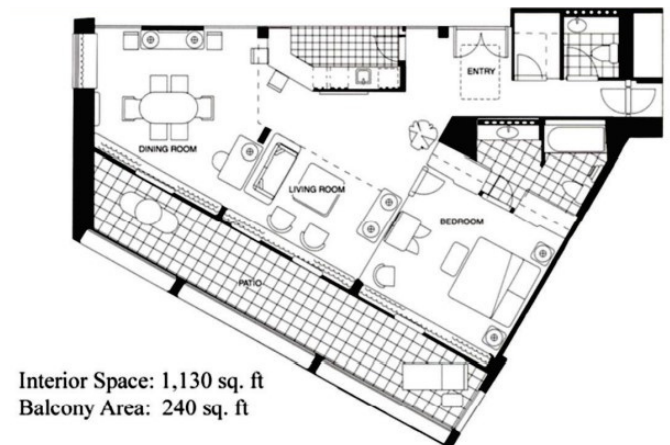 ENTRY
DINING ROOM
LIVING ROOM
BEDROOM
PATIO
Interior Space: 1,130 sq. ft
Balcony Area: 240 sq. ft